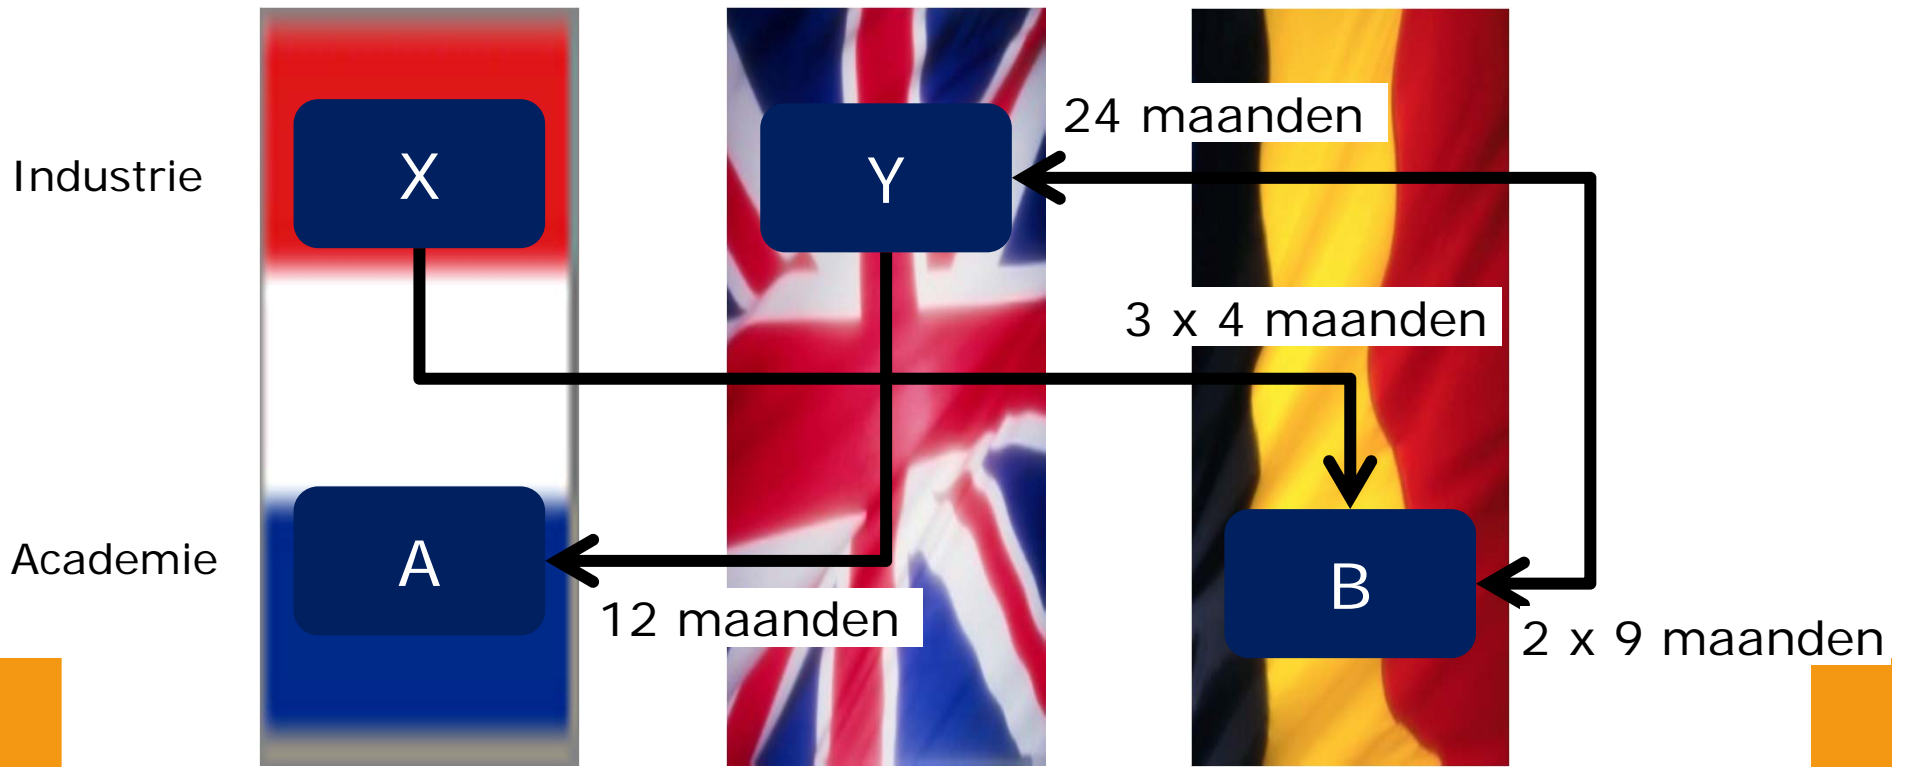 24 maanden
Industrie
X
Y
3 x 4 maanden
Academie
A
B
12 maanden
2 x 9 maanden